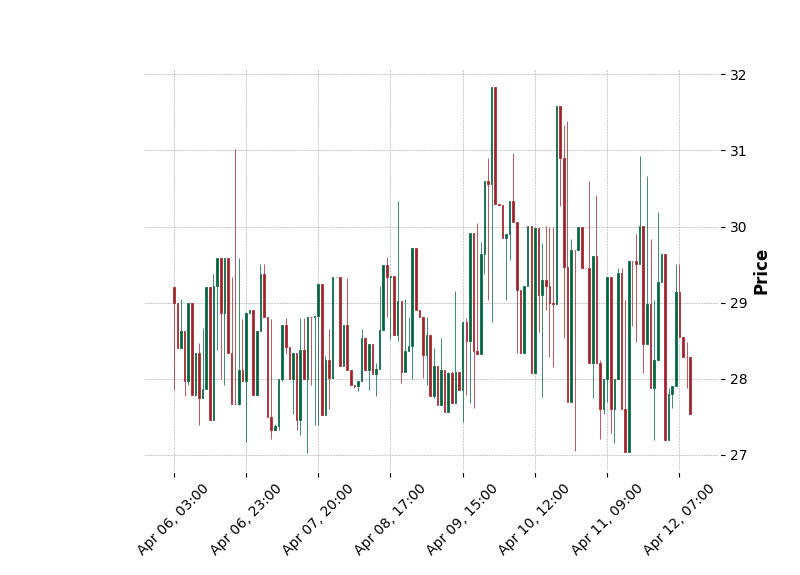 32
31
30
29
28
27
Price
Apr 06, 03:00
Apr 06, 23:00
Apr 07, 20:00
Apr 08, 17:00
Apr 09, 15:00
Apr 10, 12:00
Apr 11, 09:00
Apr 12, 07:00